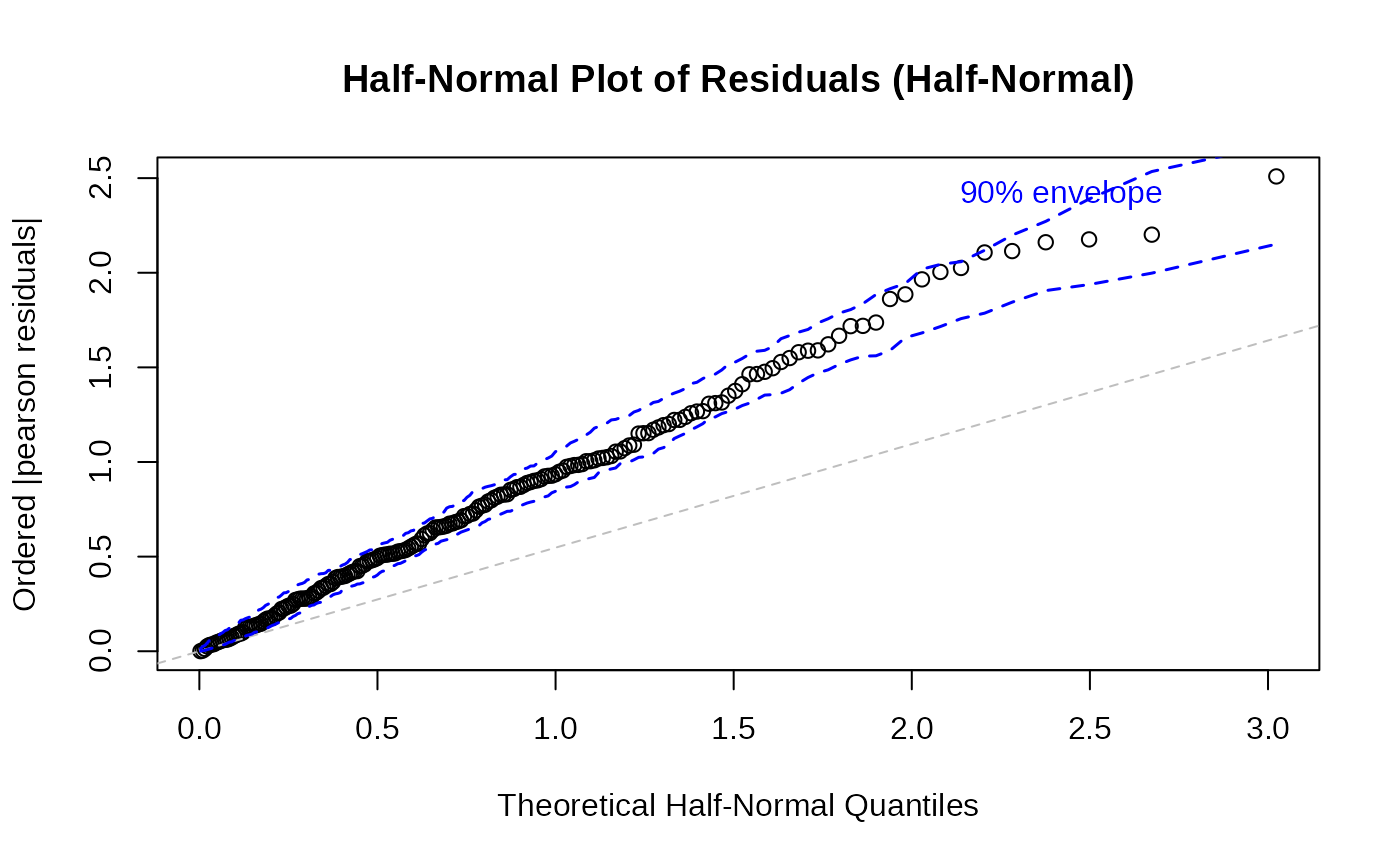 Half-Normal Plot of Residuals (Half-Normal)
90% envelope
Ordered |pearson residuals|
2.5
2.0
1.5
1.0
0.5
0.0
0.0 0.5 1.0 1.5 2.0 2.5 3.0
Theoretical Half-Normal Quantiles